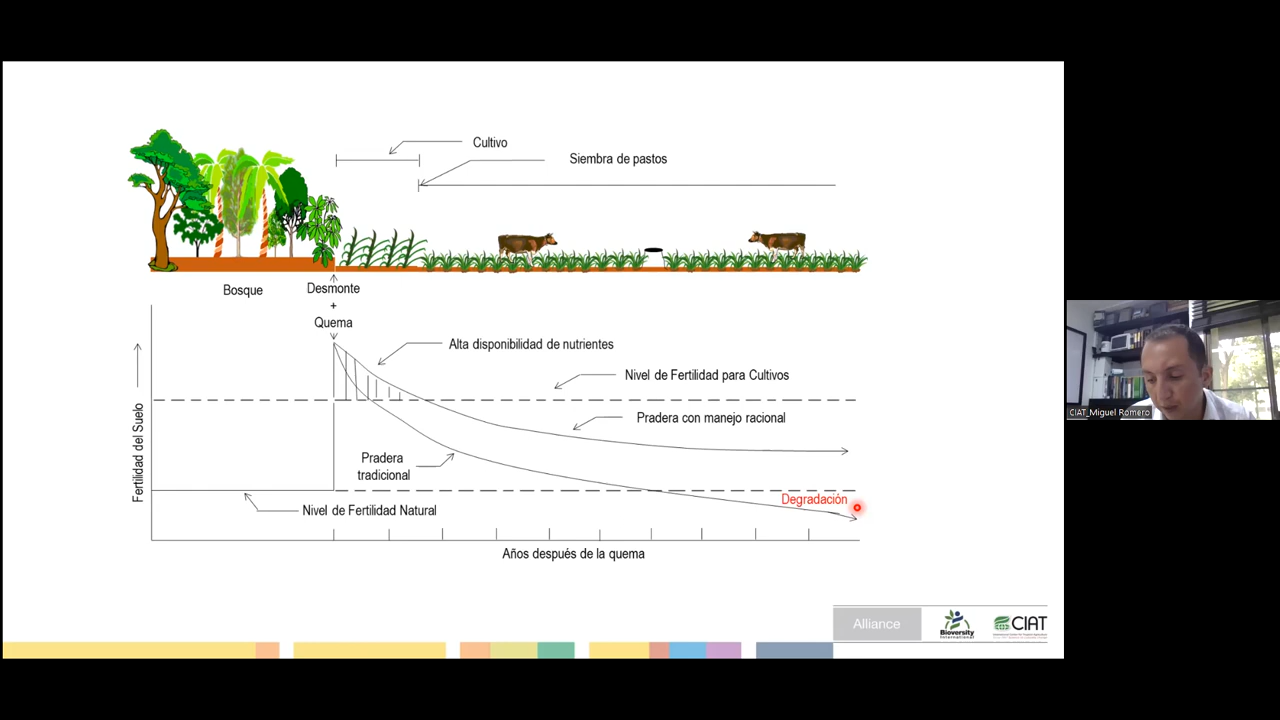 Cultivo
Siembra de pastos
Bosque
Desmonte
+
Quema
Alta disponibilidad de nutrientes
Nivel de Fertilidad para Cultivos
Pradera con manejo racional
Pradera
tradicional
Fertilidad del Suelo
Degradación
Nivel de Fertilidad Natural
Años después de la quema
CIAT_Miguel Romero
Alliance
Bioversity
International
CIAT